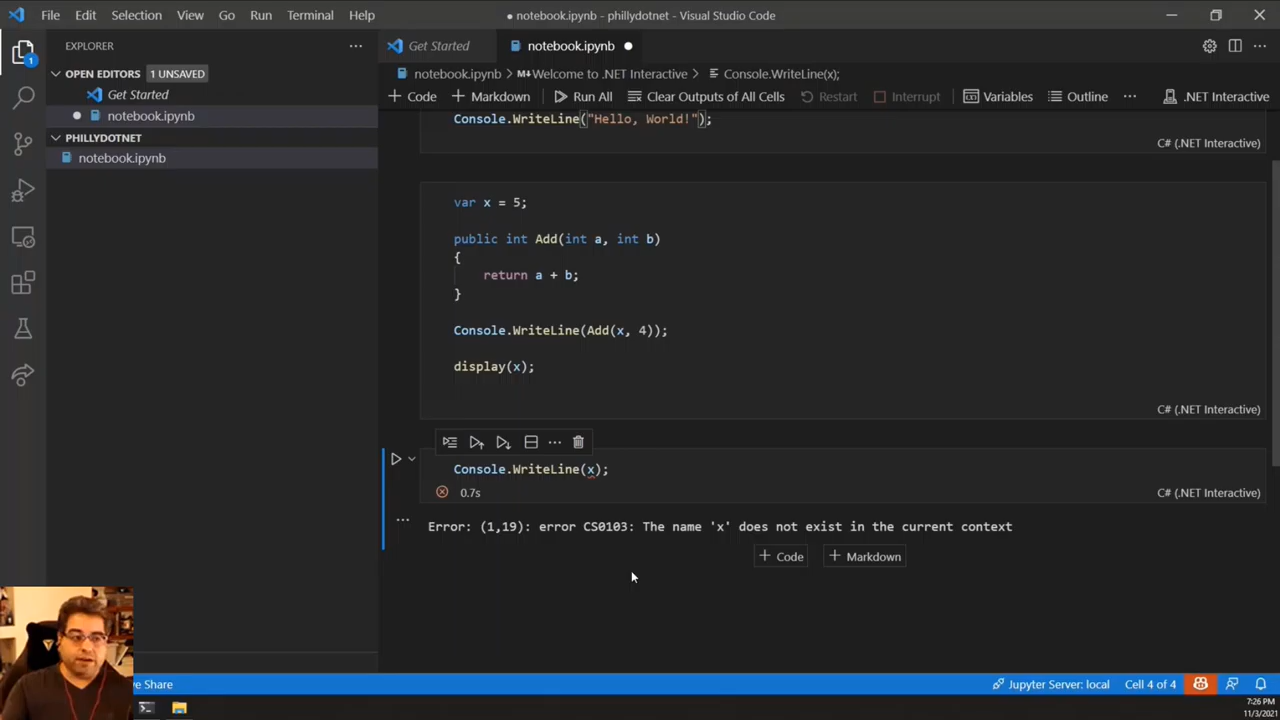 File Edit Selection View Go Run Terminal Help
● notebook.ipynb - phillydotnet - Visual Studio Code
EXPLORER
Get Started
notebook.ipynb
OPEN EDITORS 1 UNSAVED
notebook.ipynb > Welcome to .NET Interactive > Console.WriteLine(x);
Get Started
+ Code + Markdown Run All Clear Outputs of All Cells Restart Interrupt Variables Outline ... .NET Interactive
notebook.ipynb
PHILLYDOTNET
notebook.ipynb
Console.WriteLine("Hello, World!");
C# (.NET Interactive)
var x = 5;
public int Add(int a, int b)
{
return a + b;
}
Console.WriteLine(Add(x, 4));
display(x);
C# (.NET Interactive)
Console.WriteLine(x);
0.7s
C# (.NET Interactive)
Error: (1,19): error CS0103: The name 'x' does not exist in the current context
+ Code + Markdown
ve Share
Jupyter Server: local Cell 4 of 4
7:26 PM
11/3/2021